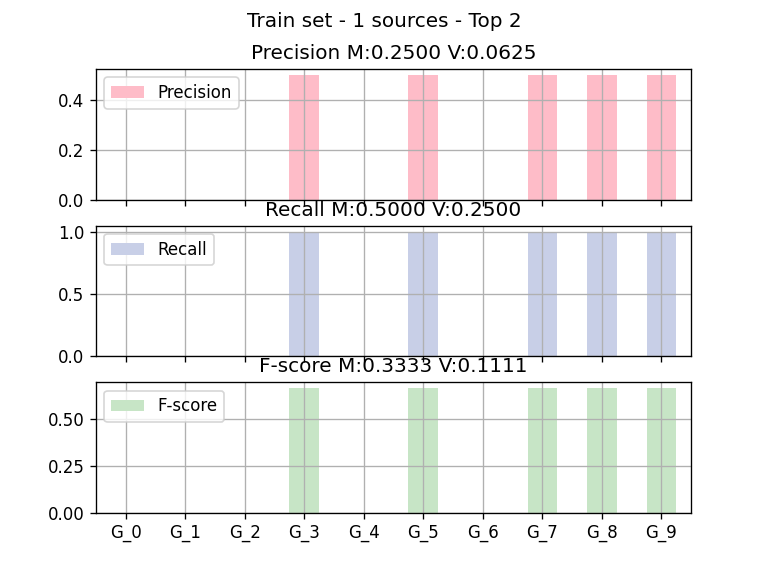 Train set - 1 sources - Top 2
Precision M:0.2500 V:0.0625
Precision
0.4
0.2
0.0
Recall M:0.5000 V:0.2500
Recall
1.0
0.5
0.0
F-score M:0.3333 V:0.1111
F-score
0.50
0.25
0.00
G_0 G_1 G_2 G_3 G_4 G_5 G_6 G_7 G_8 G_9